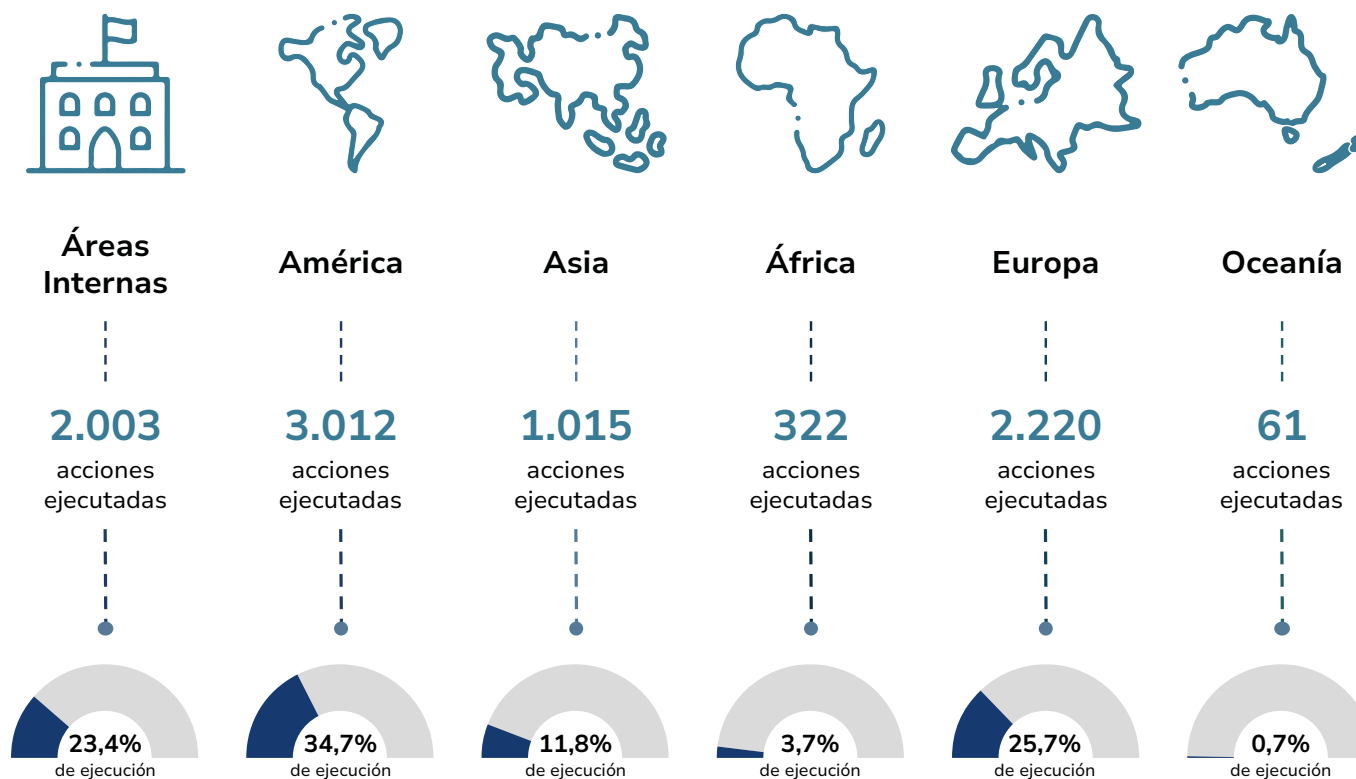 Áreas
Internas
América
Asia
África
Europa
Oceanía
2.003
acciones
ejecutadas
3.012
acciones
ejecutadas
1.015
acciones
ejecutadas
322
acciones
ejecutadas
2.220
acciones
ejecutadas
61
acciones
ejecutadas
23,4%
de ejecución
34,7%
de ejecución
11,8%
de ejecución
3,7%
de ejecución
25,7%
de ejecución
0,7%
de ejecución